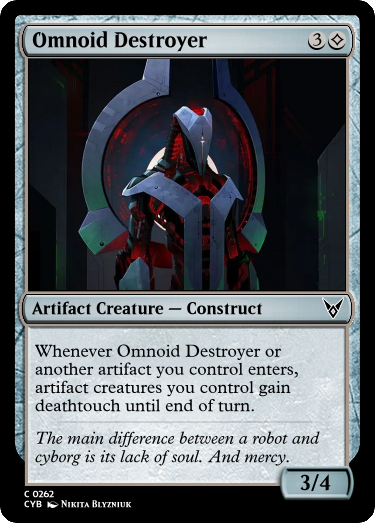 Omnoid Destroyer 3
Artifact Creature — Construct
Whenever Omnoid Destroyer or
another artifact you control enters,
artifact creatures you control gain
deathtouch until end of turn.
The main difference between a robot and
cyborg is its lack of soul. And mercy.
3/4
C 0262
CYB Nikita Blyzniuk